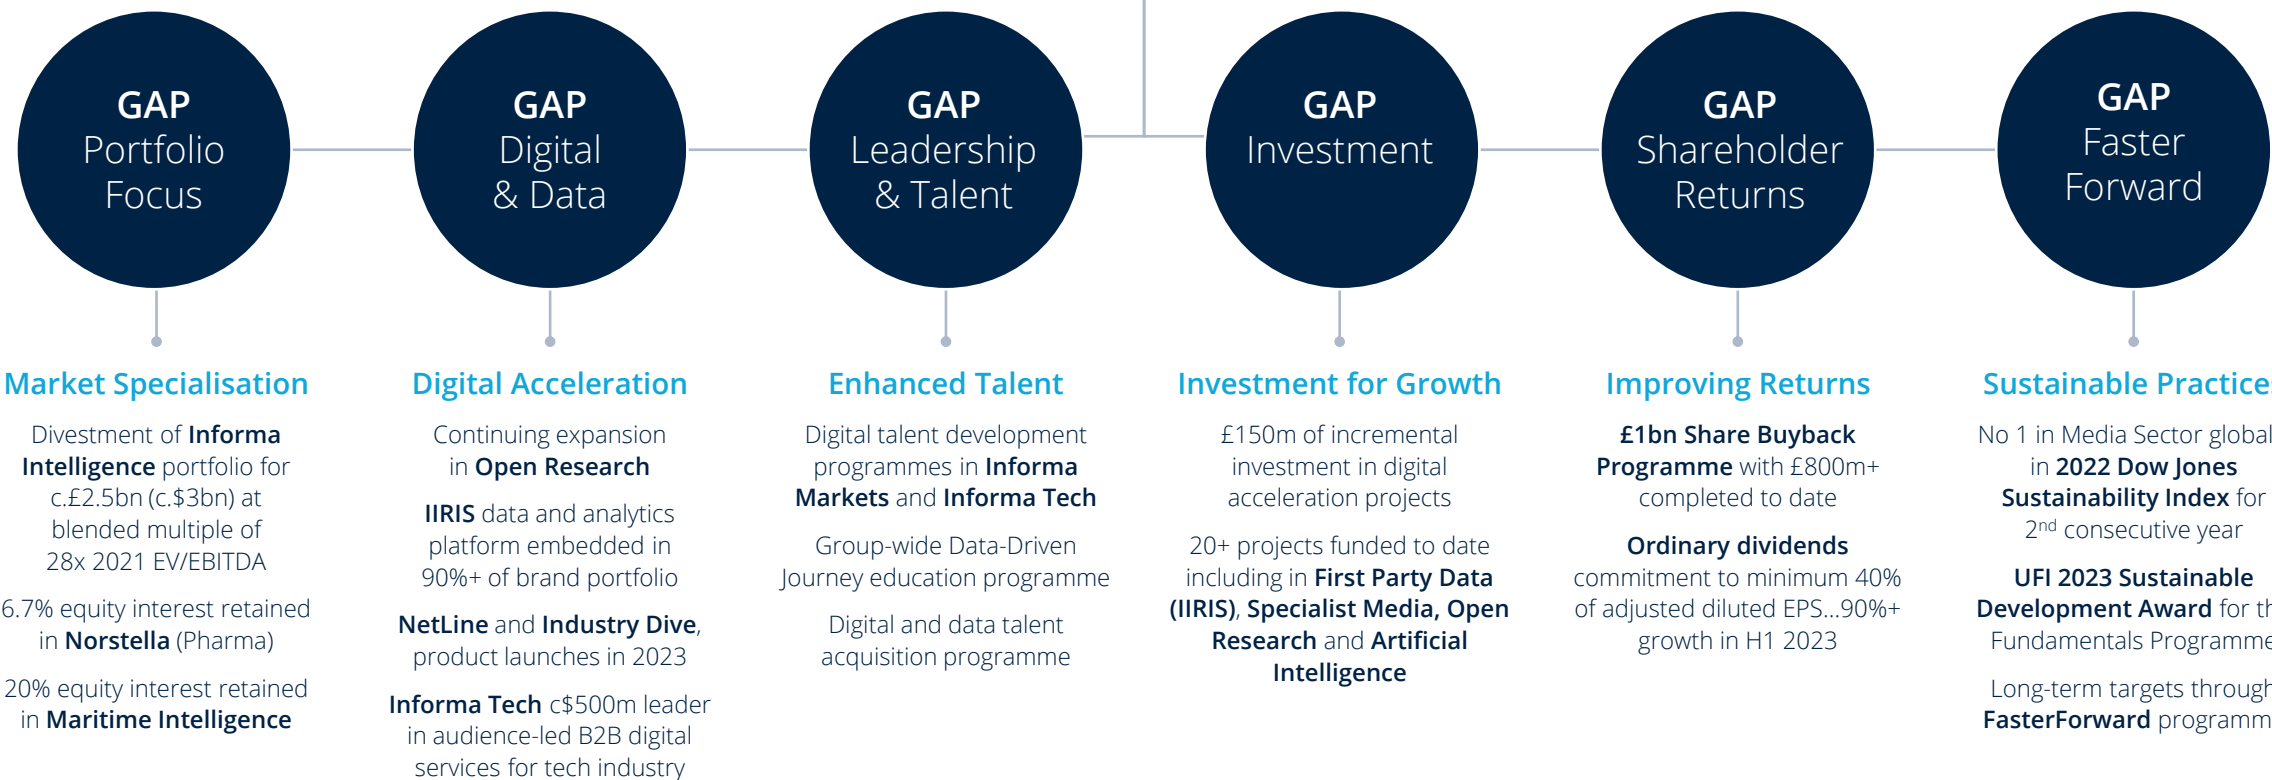 GAP
Portfolio
Focus
Market Specialisation
Divestment of Informa
Intelligence portfolio for
c.£2.5bn (c.$3bn) at
blended multiple of
28x 2021 EV/EBITDA
6.7% equity interest retained
in Norstella (Pharma)
20% equity interest retained
in Maritime Intelligence
GAP
Digital
& Data
Digital Acceleration
Continuing expansion
in Open Research
IIRIS data and analytics
platform embedded in
90%+ of brand portfolio
NetLine and Industry Dive,
product launches in 2023
Informa Tech c$500m leader
in audience-led B2B digital
services for tech industry
GAP
Leadership
& Talent
Enhanced Talent
Digital talent development
programmes in Informa
Markets and Informa Tech
Group-wide Data-Driven
Journey education programme
Digital and data talent
acquisition programme
GAP
Investment
Investment for Growth
£150m of incremental
investment in digital
acceleration projects
20+ projects funded to date
including in First Party Data
(IIRIS), Specialist Media, Open
Research and Artificial
Intelligence
GAP
Shareholder
Returns
Improving Returns
£1bn Share Buyback
Programme with £800m+
completed to date
Ordinary dividends
commitment to minimum 40%
of adjusted diluted EPS...90%+
growth in H1 2023
GAP
Faster
Forward
Sustainable Practices
No 1 in Media Sector global
in 2022 Dow Jones
Sustainability Index for
2nd consecutive year
UFI 2023 Sustainable
Development Award for th
Fundamentals Programme
Long-term targets through
FasterForward programm